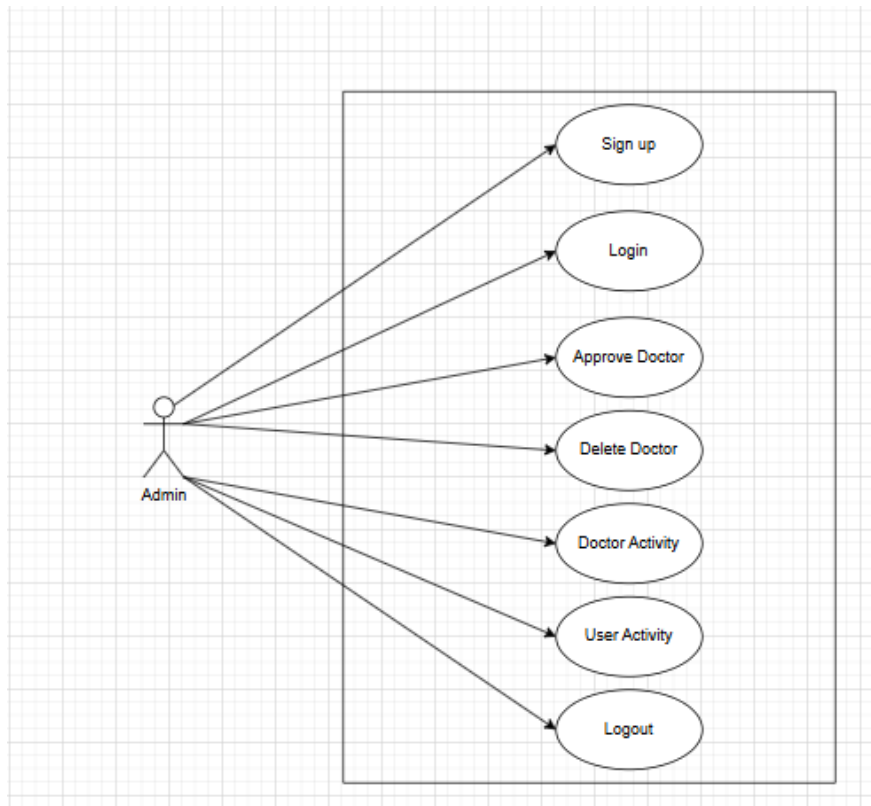 Sign up
Login
Approve Doctor
Delete Doctor
Admin
Doctor Activity
User Activity
Logout